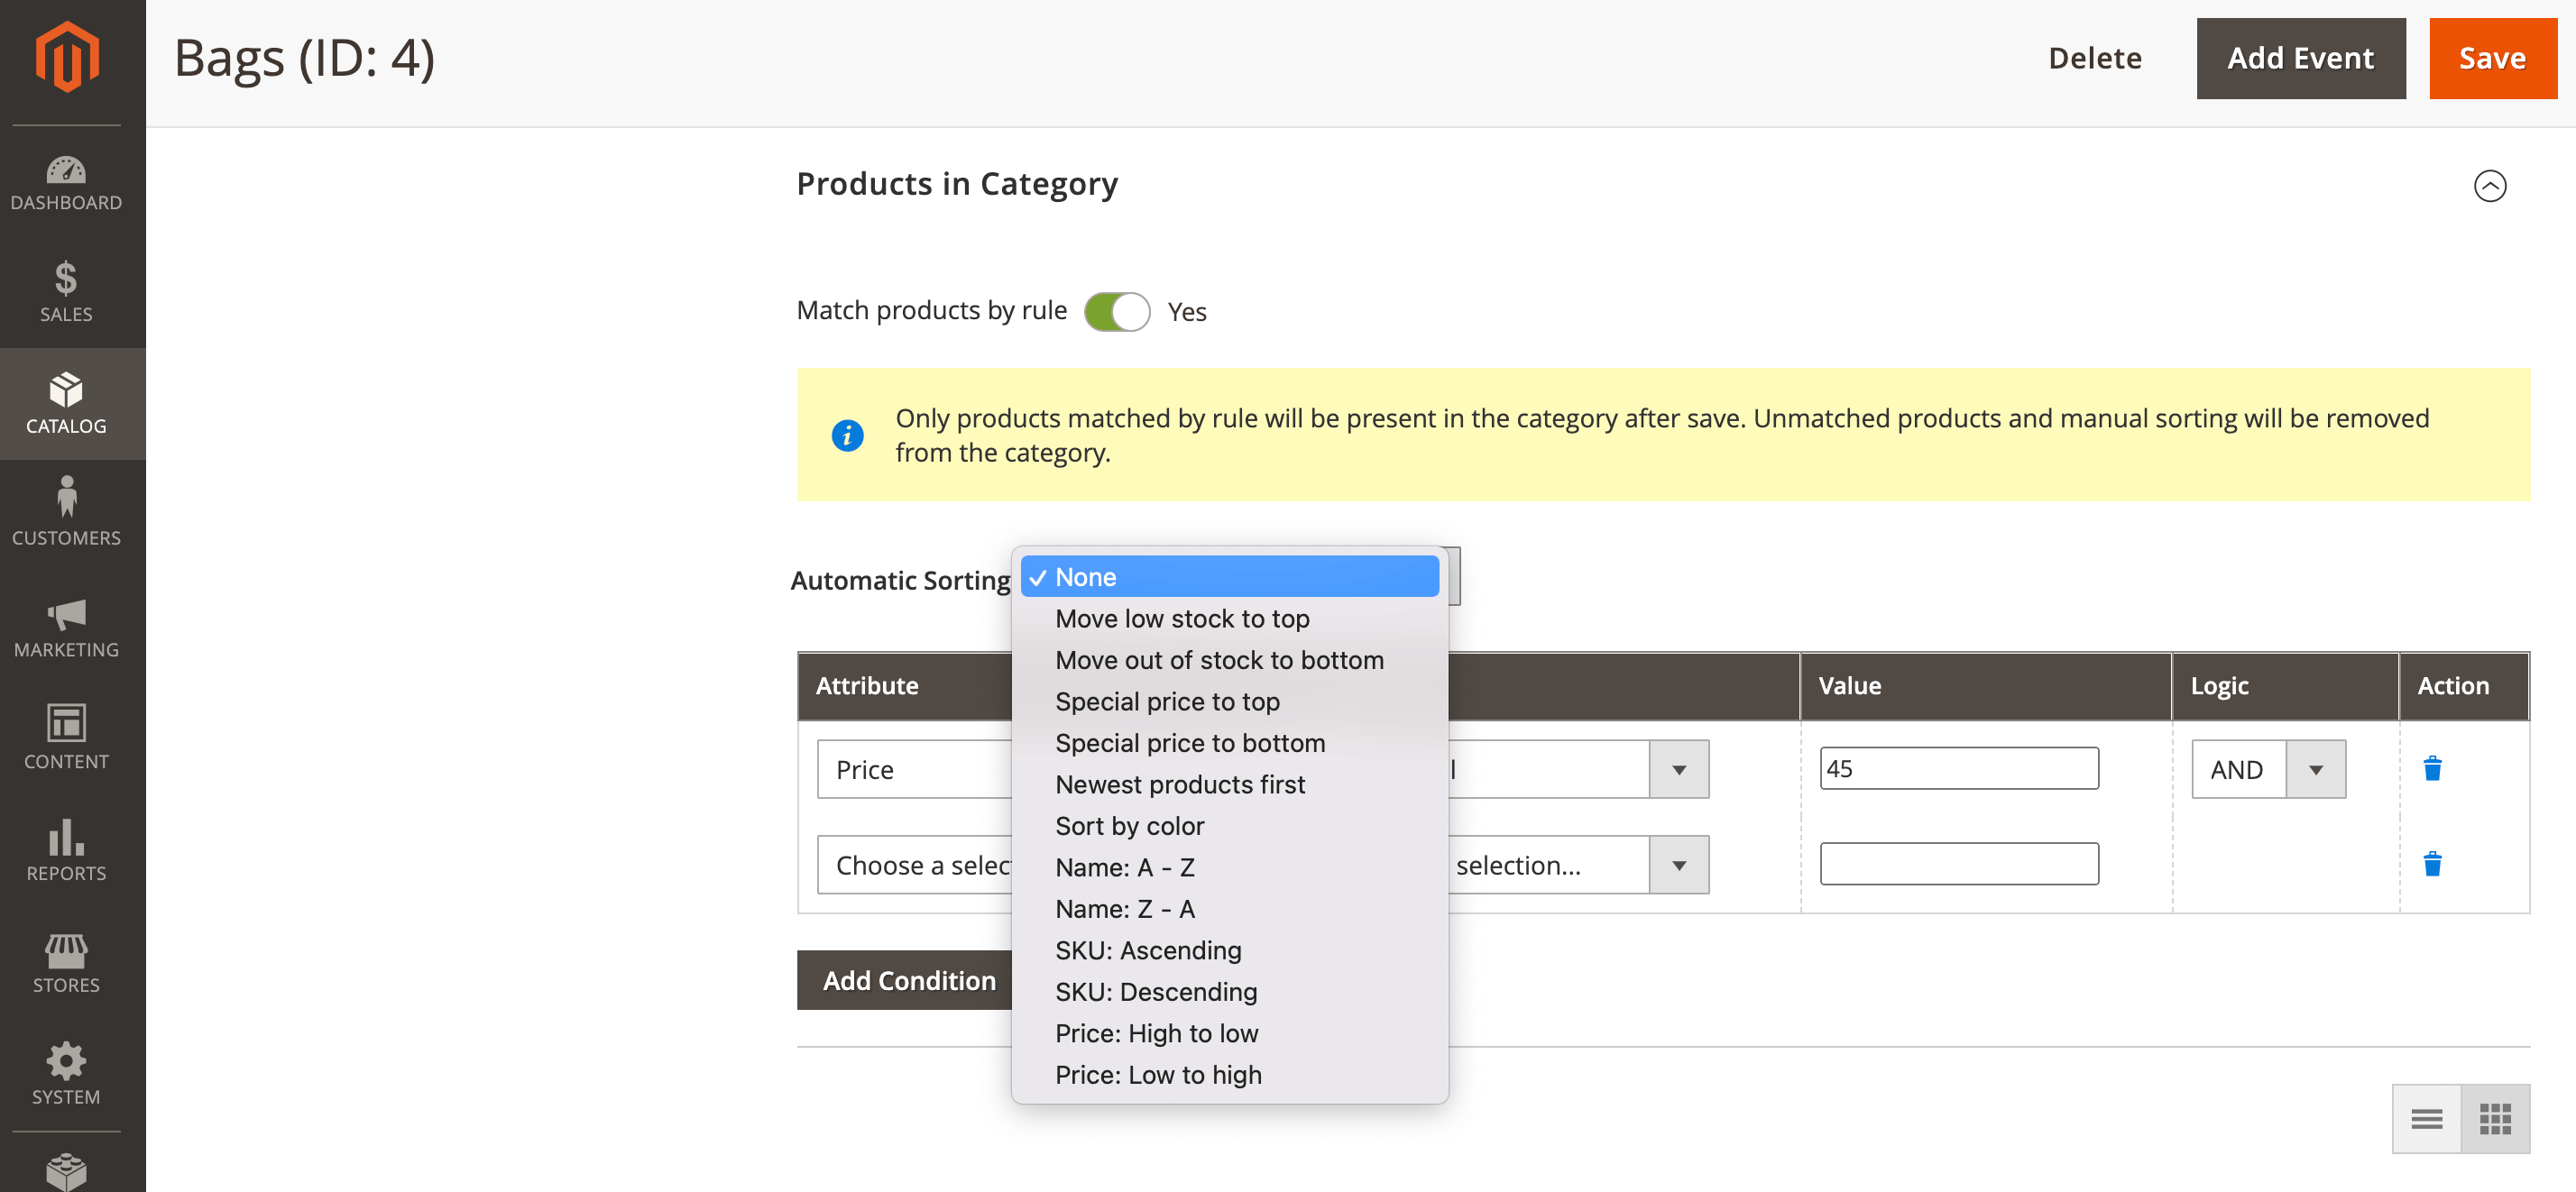 Bags (ID: 4)
Delete
Add Event
Save
DASHBOARD
SALES
CATALOG
CUSTOMERS
MARKETING
CONTENT
REPORTS
STORES
SYSTEM
Products in Category
Match products by rule
Yes
Only products matched by rule will be present in the category after save. Unmatched products and manual sorting will be removed
from the category.
Automatic Sorting
None
Move low stock to top
Move out of stock to bottom
Special price to top
Special price to bottom
Newest products first
Sort by color
Name: A - Z
Name: Z - A
SKU: Ascending
SKU: Descending
Price: High to low
Price: Low to high
Attribute
Value
Logic
Action
Price
45
AND
Choose a selec
selection...
Add Condition